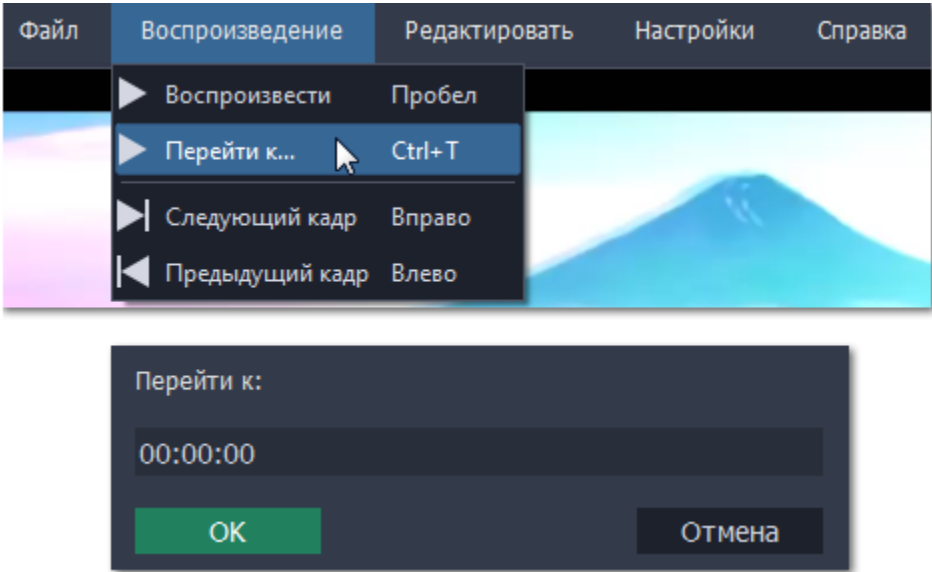 Файл Воспроизведение Редактировать Настройки Справка
Воспроизвести Пробел
Перейти к... Ctrl+T
Следующий кадр Вправо
Предыдущий кадр Влево
Перейти к:
00:00:00
OK Отмена